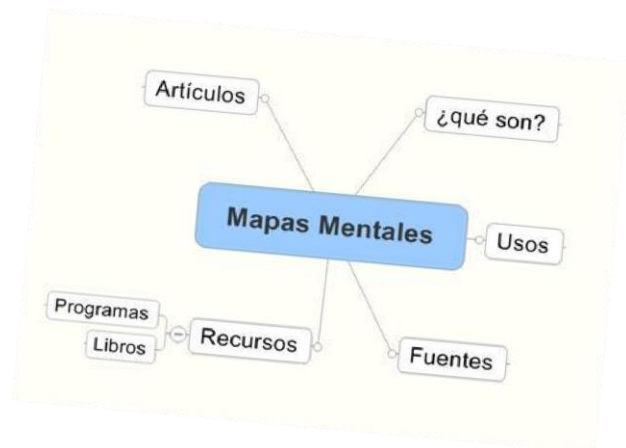 Artículos
¿qué son?
Mapas Mentales
Usos
Programas
Libros
Recursos
Fuentes